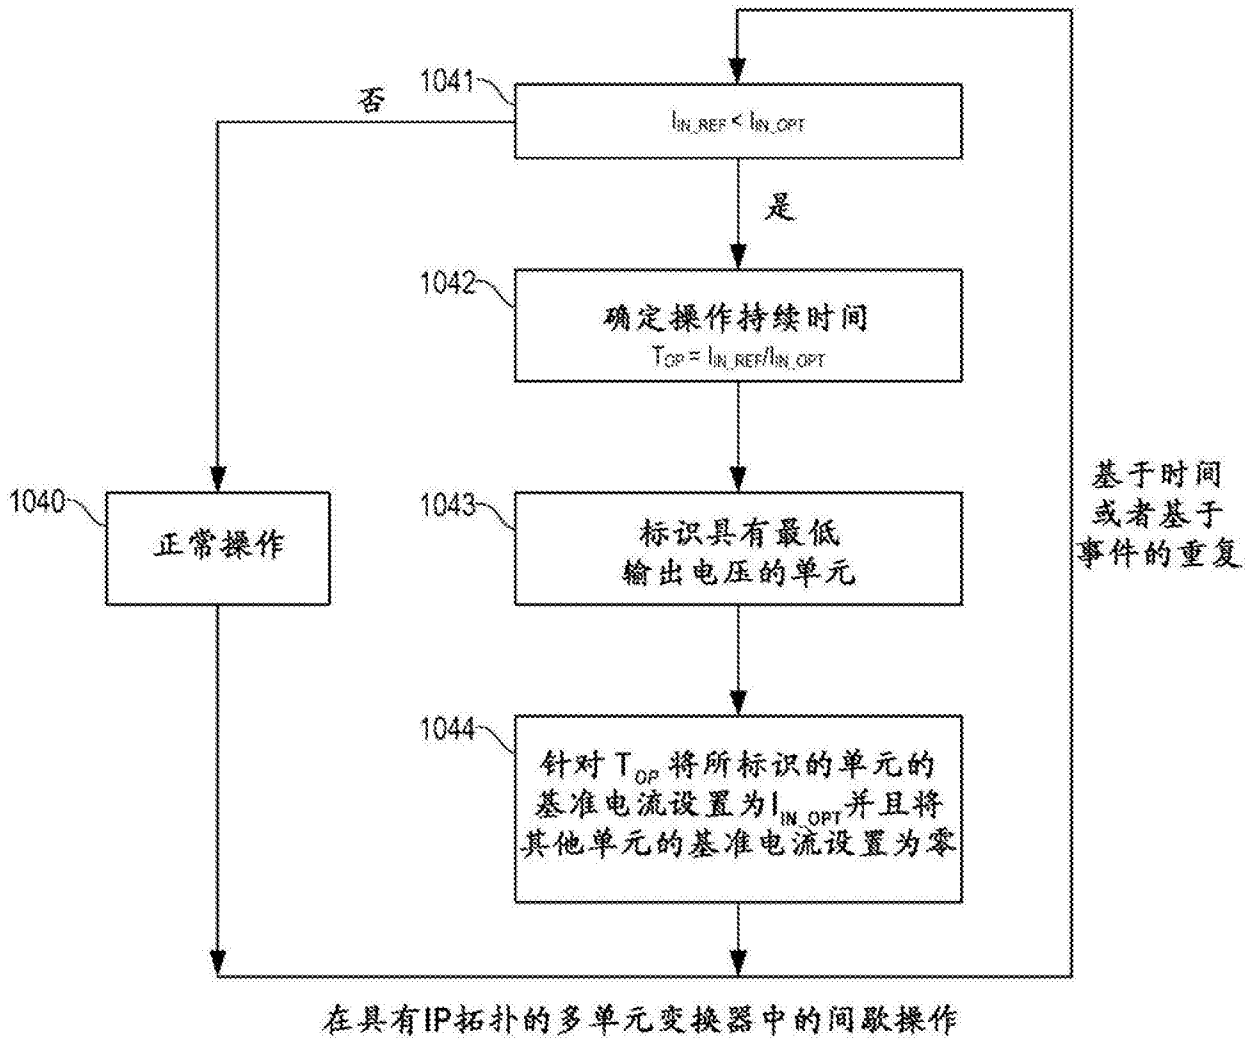 1041
否
I_IN_REF < I_IN_OPT
是
1042
确定操作持续时间
T_OP = I_IN_REF/I_IN_OPT
1040
正常操作
1043
标识具有最低
输出电压的单元
基于时间
或者基于
事件的重复
1044
针对 T_OP 将所标识的单元的
基准电流设置为I_IN_OPT并且将
其他单元的基准电流设置为零
在具有IP拓扑的多单元变换器中的间歇操作